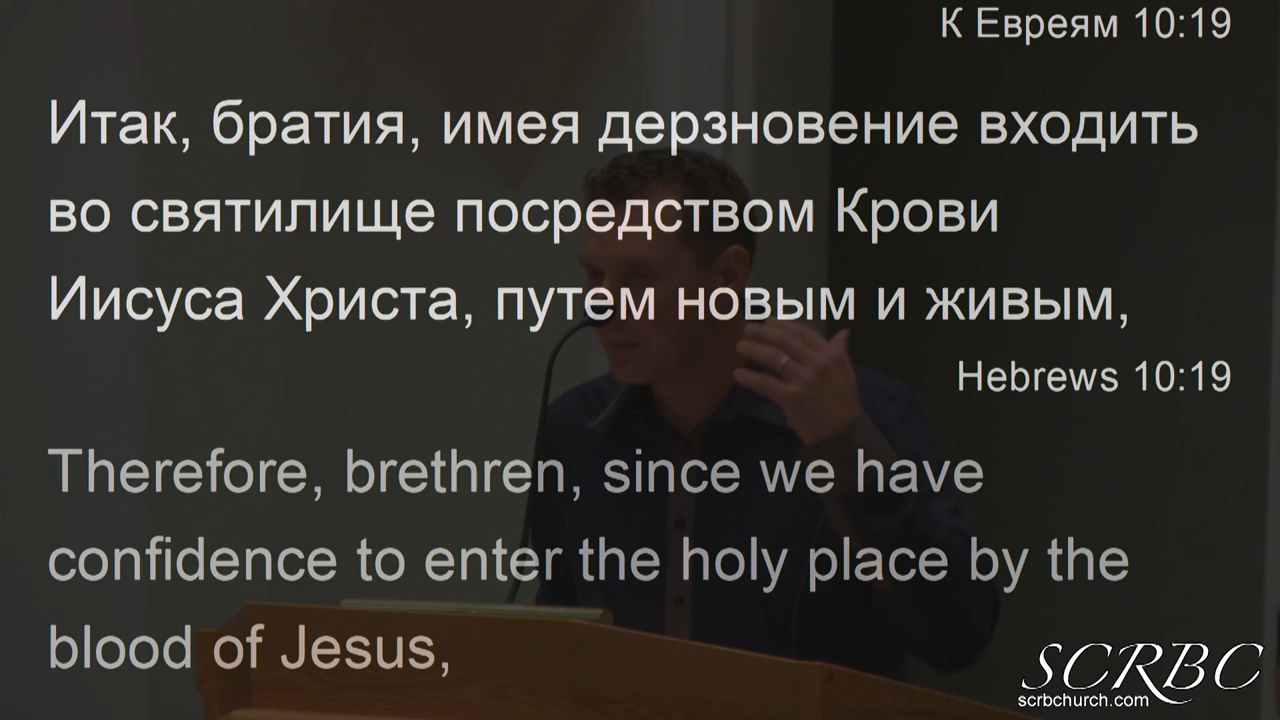 К Евреям 10:19
Итак, братия, имея дерзновение входить
во святилище посредством Крови
Иисуса Христа, путем новым и живым,
Hebrews 10:19
Therefore, brethren, since we have
confidence to enter the holy place by the
blood of Jesus,
SCRBC
scrbchurch.com